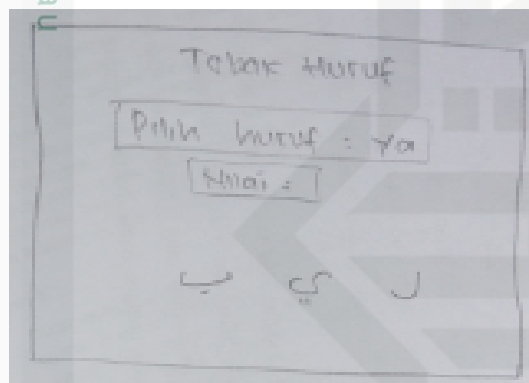 Tebak Huruf
Pilih huruf : Ya
Nilai :
ب ي ل